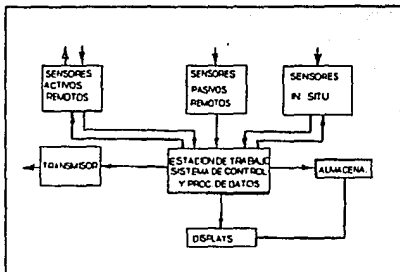 SENSORES
ACTIVOS
REMOTOS
SENSORES
PASIVOS
REMOTOS
SENSORES
IN SITU
TRANSMISOR
ESTACION DE TRABAJO
SISTEMA DE CONTROL
Y PROC. DE DATOS
ALMACENA.
DISPLAYS